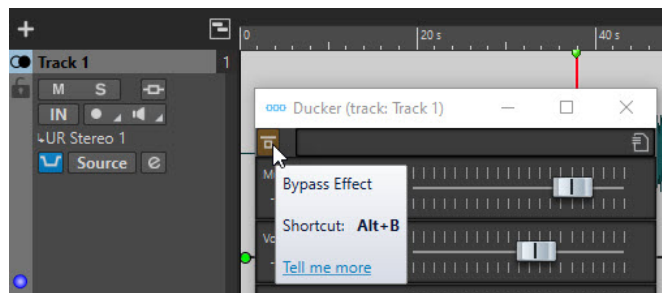 0
20 s
40 s
Track 1
1
M S
IN
UR Stereo 1
Source e
Ducker (track: Track 1)
Bypass Effect
Shortcut: Alt+B
Tell me more